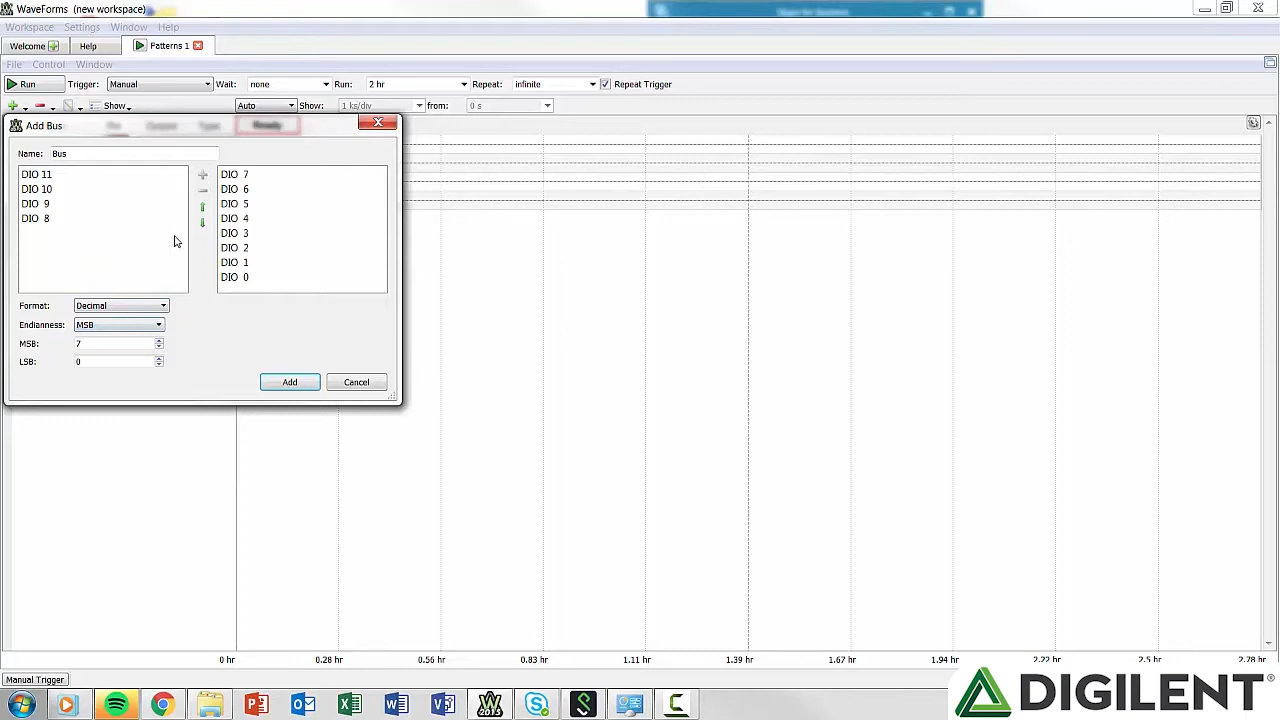 WaveForms (new workspace)
Workspace Settings Window Help
Welcome Help Patterns 1
File Control Window
Run Trigger: Manual Wait: none Run: 2 hr Repeat: infinite Repeat Trigger
Show Auto Show: 1 ks/div from: 0 s
Add Bus
Ready
Name: Bus
DIO 11
DIO 10
DIO 9
DIO 8
DIO 7
DIO 6
DIO 5
DIO 4
DIO 3
DIO 2
DIO 1
DIO 0
Format: Decimal
Endianness: MSB
MSB: 7
LSB: 0
Add Cancel
0 hr 0.28 hr 0.56 hr 0.83 hr 1.11 hr 1.39 hr 1.67 hr 1.94 hr 2.22 hr 2.5 hr 2.78 hr
Manual Trigger
DIGILENT®